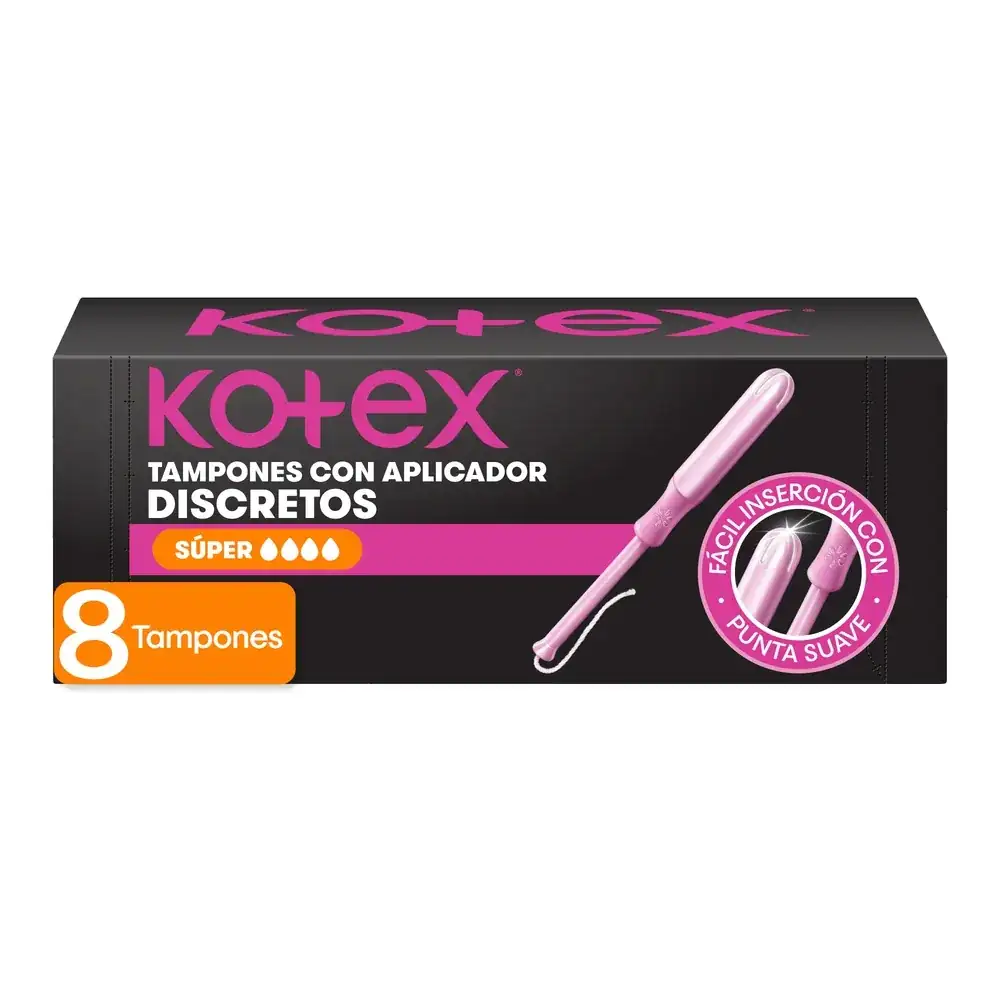 Kotex®
Kotex®
TAMPONES CON APLICADOR
DISCRETOS
SÚPER
8 Tampones
FÁCIL INSERCIÓN CON
PUNTA SUAVE